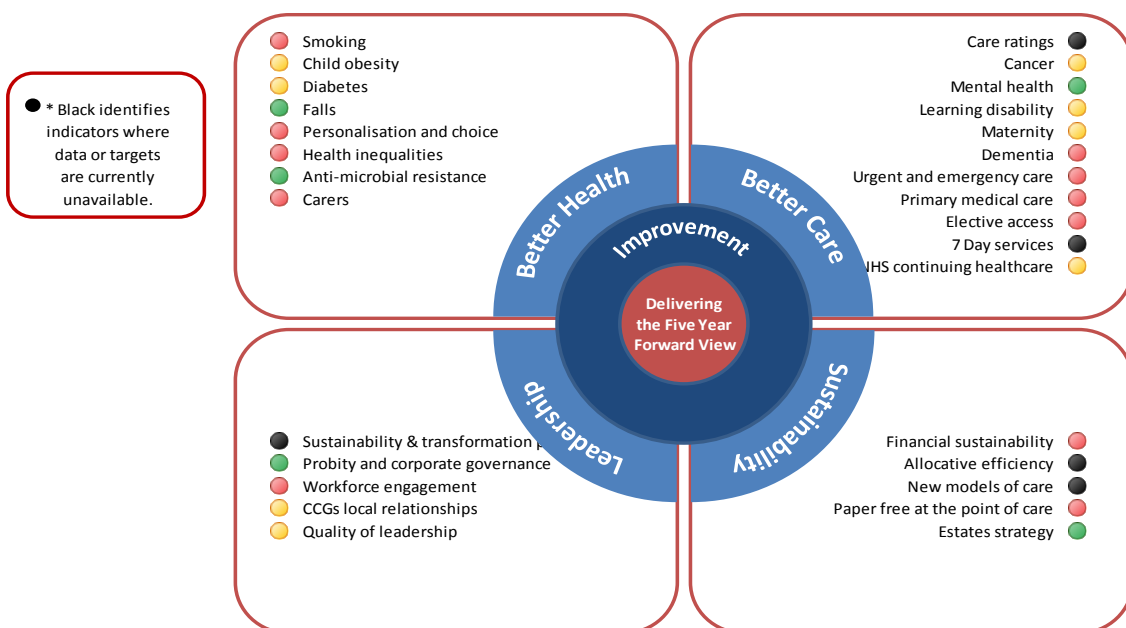 ● * Black identifies
indicators where
data or targets
are currently
unavailable.
Smoking
Child obesity
Diabetes
Falls
Personalisation and choice
Health inequalities
Anti-microbial resistance
Carers
Care ratings
Cancer
Mental health
Learning disability
Maternity
Dementia
Urgent and emergency care
Primary medical care
Elective access
7 Day services
NHS continuing healthcare
Better Health
Better Care
Improvement
Delivering
the Five Year
Forward View
Leadership
Sustainability
Sustainability & transformation
Probity and corporate governance
Workforce engagement
CCGs local relationships
Quality of leadership
Financial sustainability
Allocative efficiency
New models of care
Paper free at the point of care
Estates strategy